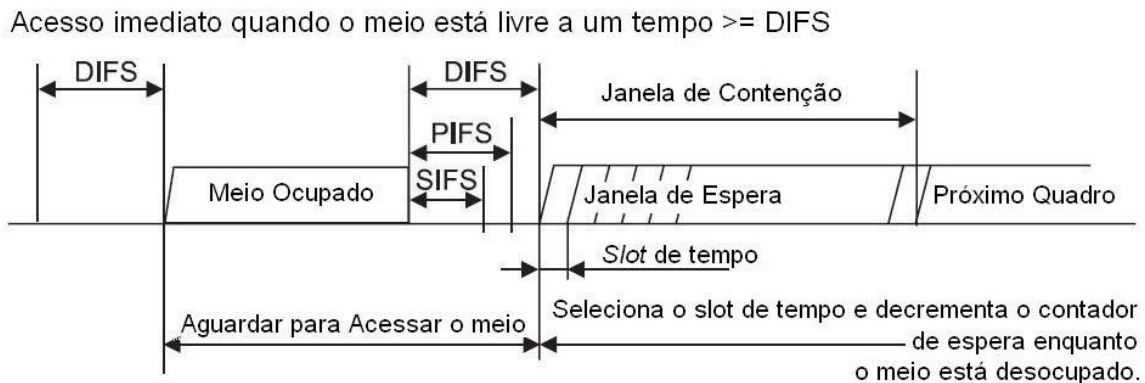 Acesso imediato quando o meio está livre a um tempo >= DIFS
DIFS
DIFS
Janela de Contenção
PIFS
SIFS
Meio Ocupado
Janela de Espera
Próximo Quadro
Slot de tempo
Aguardar para Acessar o meio
Seleciona o slot de tempo e decrementa o contador
de espera enquanto
o meio está desocupado.